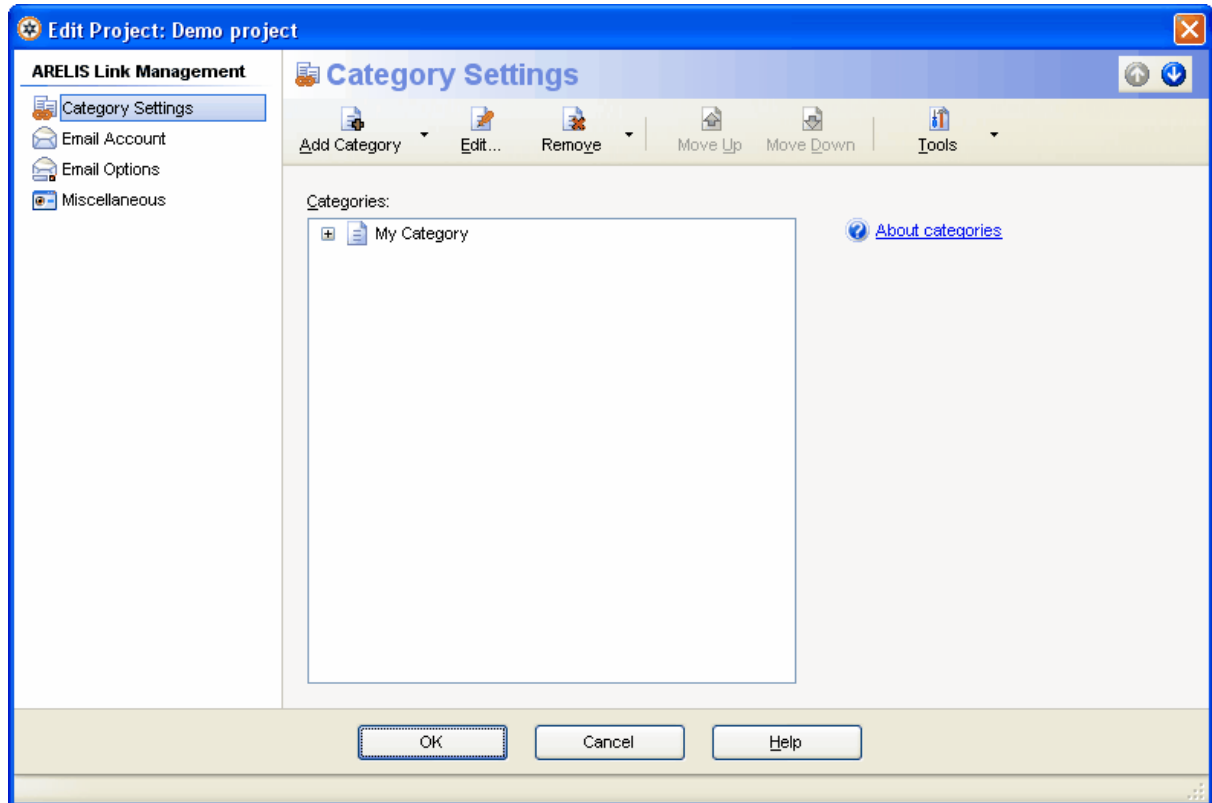 Edit Project: Demo project
ARELIS Link Management
Category Settings
Email Account
Email Options
Miscellaneous
Category Settings
Add Category Edit... Remove Move Up Move Down Tools
Categories:
My Category
About categories
OK Cancel Help